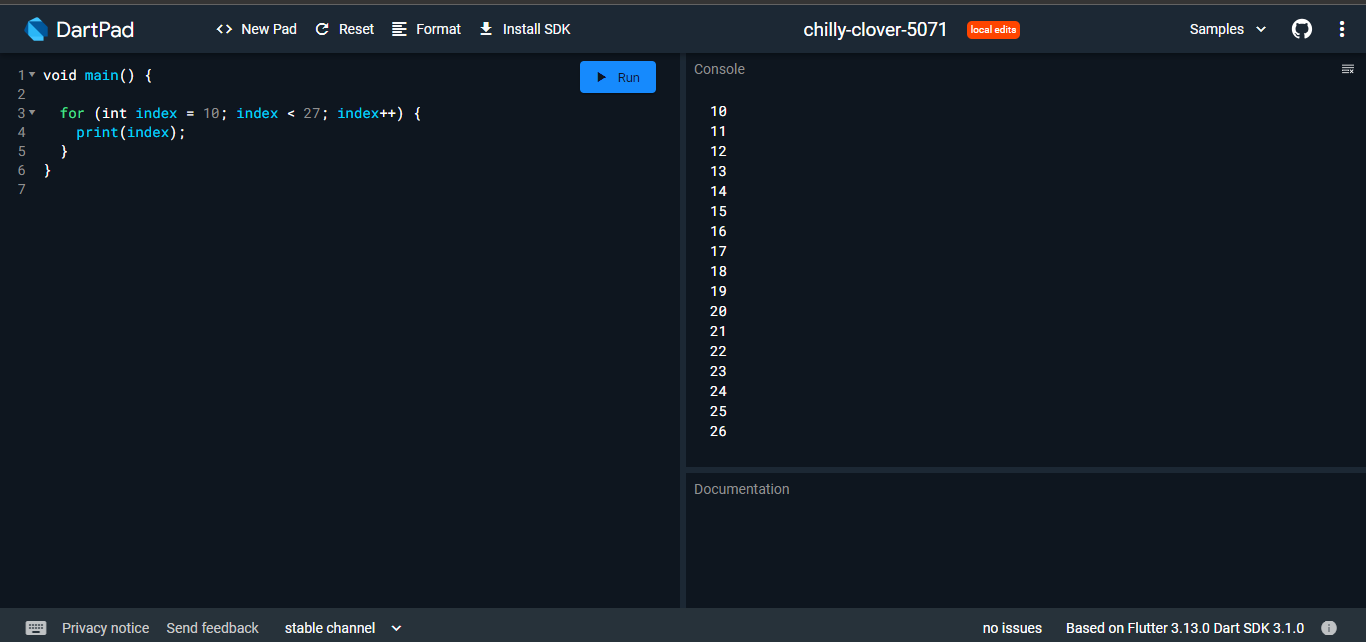 DartPad
New Pad Reset Format Install SDK chilly-clover-5071 local edits Samples
1 void main() {
2
3   for (int index = 10; index < 27; index++) {
4     print(index);
5   }
6 }
7
Run
Console
10
11
12
13
14
15
16
17
18
19
20
21
22
23
24
25
26
Documentation
Privacy notice Send feedback stable channel no issues Based on Flutter 3.13.0 Dart SDK 3.1.0